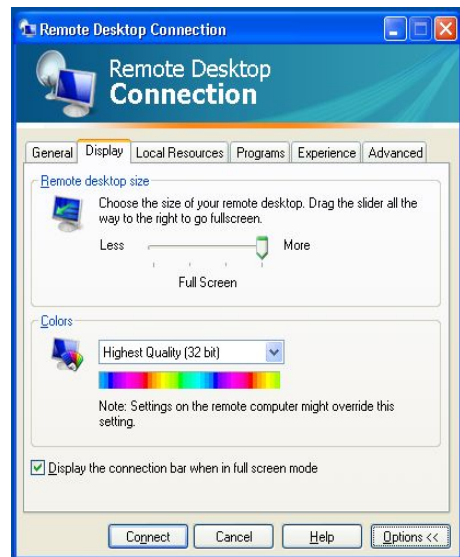 Remote Desktop Connection
Remote Desktop
Connection
General Display Local Resources Programs Experience Advanced
Remote desktop size
Choose the size of your remote desktop. Drag the slider all the
way to the right to go fullscreen.
Less More
Full Screen
Colors
Highest Quality (32 bit)
Note: Settings on the remote computer might override this
setting.
Display the connection bar when in full screen mode
Connect Cancel Help Options <<